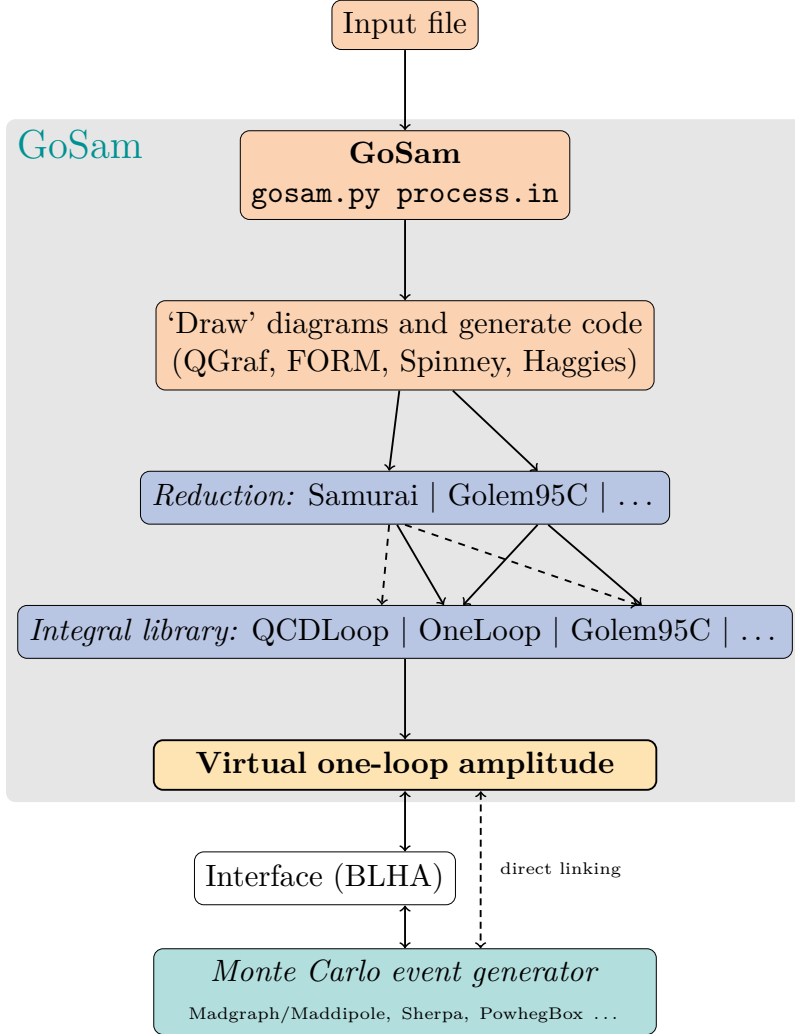 Input file
GoSam
GoSam
gosam.py process.in
‘Draw’ diagrams and generate code
(QGraf, FORM, Spinney, Haggies)
Reduction: Samurai | Golem95C | ...
Integral library: QCDLoop | OneLoop | Golem95C | ...
Virtual one-loop amplitude
Interface (BLHA)
direct linking
Monte Carlo event generator
Madgraph/Maddipole, Sherpa, PowhegBox ...